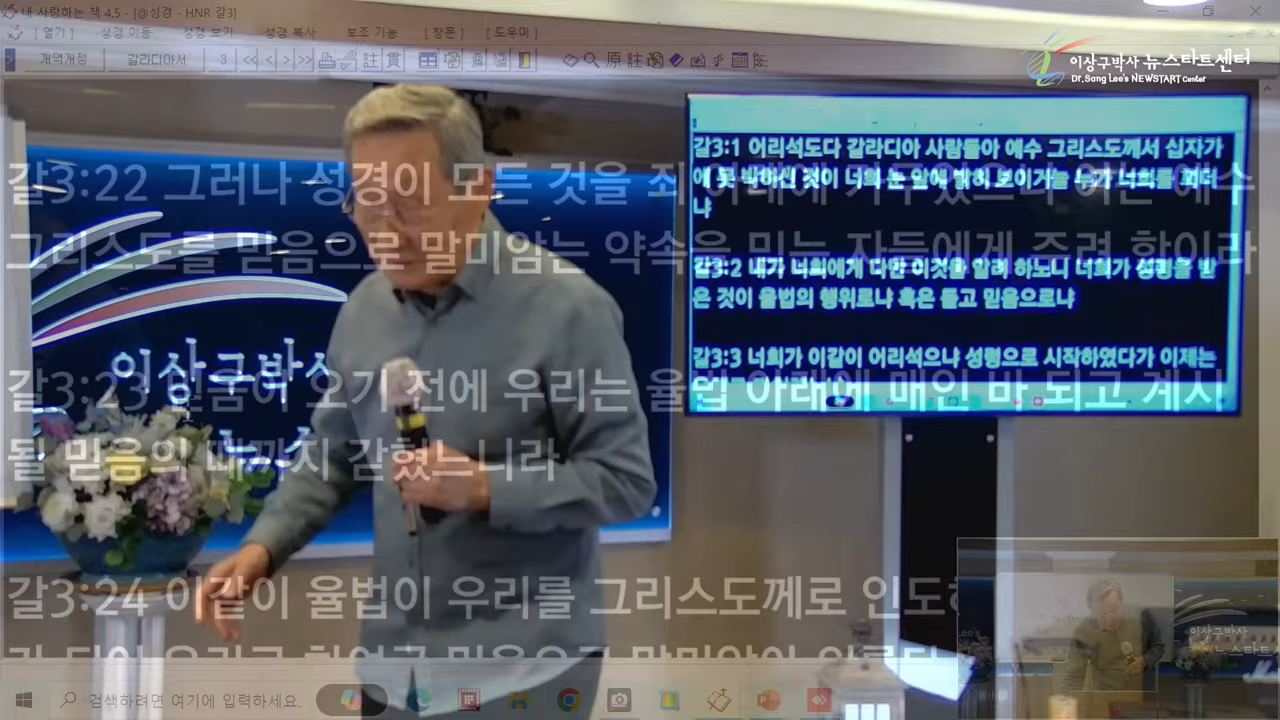 내 사랑하는 책 4.5 - [@성경 - HNR 갈3]
[ 열기 ] 성경 이동 성경 보기 성경 복사 보조 기능 [ 창문 ] [ 도우미 ]
개역개정 갈라디아서 3 << < > >>
이상구박사 뉴스타트센터
Dr.Sang Lee's NEWSTART Center
갈3:1 어리석도다 갈라디아 사람들아 예수 그리스도께서 십자가
에 못 박히신 것이 너희 눈 앞에 밝히 보이거늘 누가 너희를 꾀더
냐
갈3:2 내가 너희에게 다만 이것을 알려 하노니 너희가 성령을 받
은 것이 율법의 행위로냐 혹은 듣고 믿음으로냐
갈3:3 너희가 이같이 어리석으냐 성령으로 시작하였다가 이제는
갈3:22 그러나 성경이 모든 것을 죄 아래에 가두었으니 이는 예수
그리스도를 믿음으로 말미암는 약속을 믿는 자들에게 주려 함이라
갈3:23 믿음이 오기 전에 우리는 율법 아래에 매인 바 되고 계시
될 믿음의 때까지 갇혔느니라
갈3:24 이같이 율법이 우리를 그리스도께로 인도하
이상구박사
검색하려면 여기에 입력하세요.